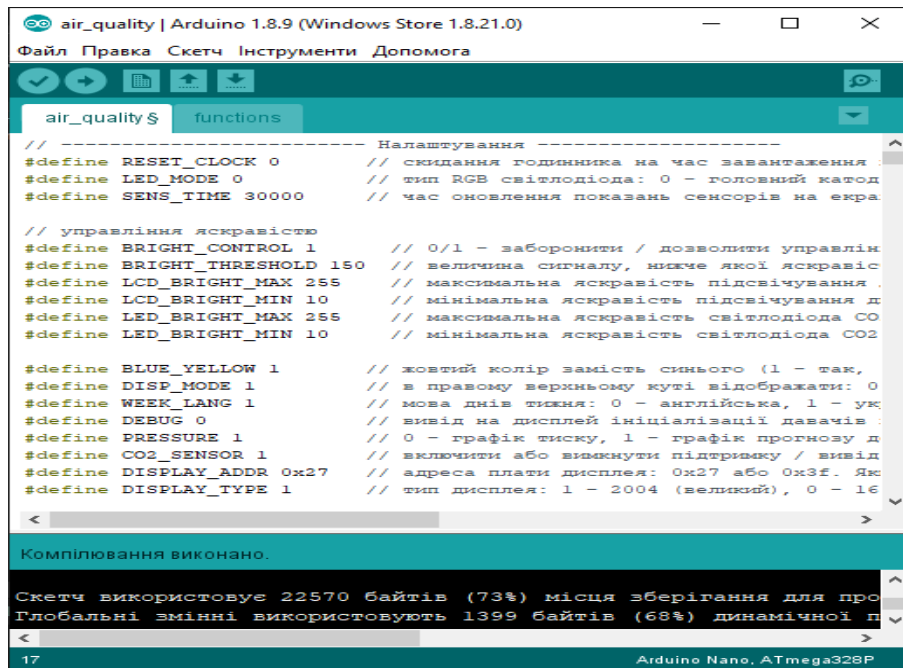 air_quality | Arduino 1.8.9 (Windows Store 1.8.21.0)
Файл Правка Скетч Інструменти Допомога
air_quality § functions
// -------------------------- Налаштування --------------------
#define RESET_CLOCK 0 // скидання годинника на час завантаження
#define LED_MODE 0 // тип RGB світлодіода: 0 - головний катод
#define SENS_TIME 30000 // час оновлення показань сенсорів на екра
// управління яскравістю
#define BRIGHT_CONTROL 1 // 0/1 - заборонити / дозволити управлін
#define BRIGHT_THRESHOLD 150 // величина сигналу, нижче якої яскравіс
#define LCD_BRIGHT_MAX 255 // максимальна яскравість підсвічування
#define LCD_BRIGHT_MIN 10 // мінімальна яскравість підсвічування д
#define LED_BRIGHT_MAX 255 // максимальна яскравість світлодіода CO
#define LED_BRIGHT_MIN 10 // мінімальна яскравість світлодіода CO2
#define BLUE_YELLOW 1 // жовтий колір замість синього (1 - так,
#define DISP_MODE 1 // в правому верхньому куті відображати: 0
#define WEEK_LANG 1 // мова днів тижня: 0 - англійська, 1 - ук
#define DEBUG 0 // вивід на дисплей ініціалізації давачів
#define PRESSURE 1 // 0 - графік тиску, 1 - графік прогнозу д
#define CO2_SENSOR 1 // включити або вимкнути підтримку / вивід
#define DISPLAY_ADDR 0x27 // адреса плати дисплея: 0x27 або 0x3f. Як
#define DISPLAY_TYPE 1 // тип дисплея: 1 - 2004 (великий), 0 - 16
Компілювання виконано.
Скетч використовує 22570 байтів (73%) місця зберігання для про
Глобальні змінні використовують 1399 байтів (68%) динамічної п
17 Arduino Nano, ATmega328P